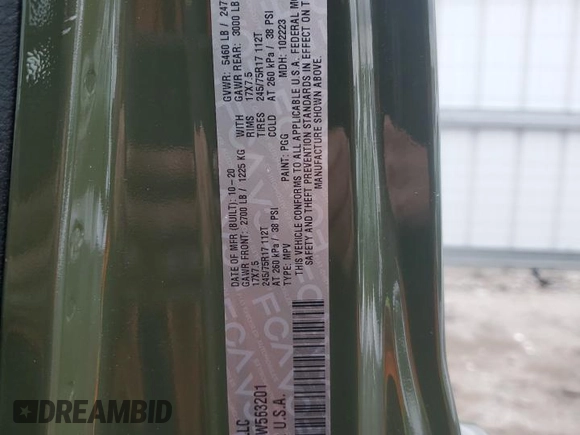 LLC
DATE OF MFR (BUILT): 10-20 GVWR: 5460 LB / 247
GAWR FRONT: 2700 LB / 1225 KG WITH GAWR REAR: 3000 LB
17X7.5 RIMS 17X7.5
245/75R17 112T TIRES 245/75R17 112T
AT 260 kPa / 38 PSI COLD AT 260 kPa / 38 PSI
W563201 TYPE: MPV PAINT: PGG MDH: 102223
THIS VEHICLE CONFORMS TO ALL APPLICABLE U.S.A. FEDERAL MO
U.S.A. SAFETY AND THEFT PREVENTION STANDARDS IN EFFECT ON T
MANUFACTURE SHOWN ABOVE.
DREAMBID